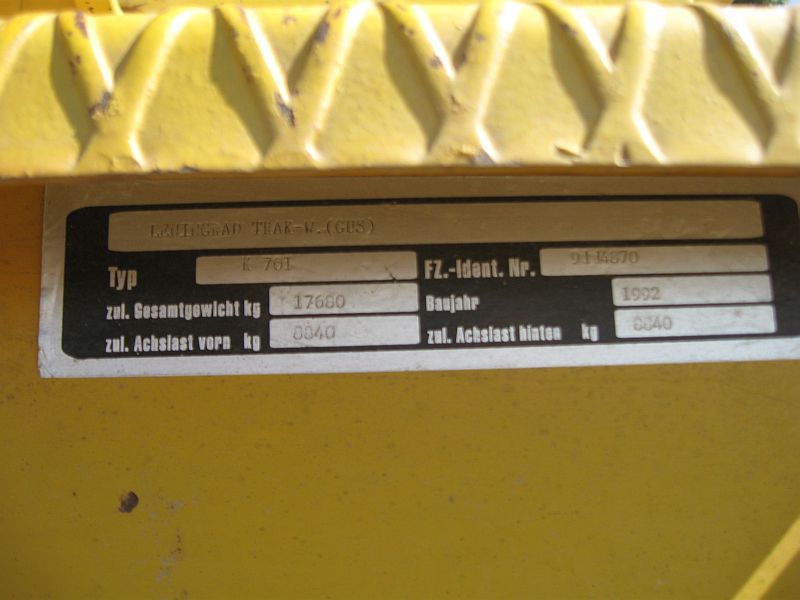 LENINGRAD TRAK-W.(GUS)
Typ K 701 FZ.-Ident. Nr.
zul. Gesamtgewicht kg 17680 Baujahr 1992
zul. Achslast vorn kg 8840 zul. Achslast hinten kg 8840